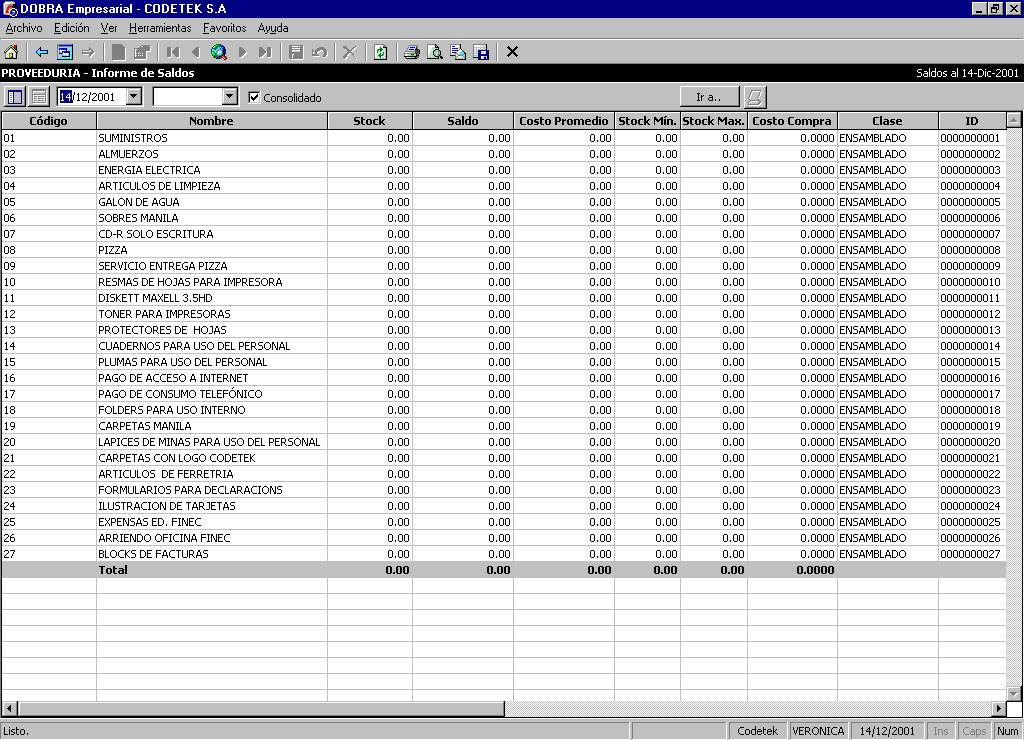 DOBRA Empresarial - CODETEK S.A
Archivo Edición Ver Herramientas Favoritos Ayuda
PROVEEDURIA - Informe de Saldos Saldos al 14-Dic-2001
14/12/2001 Consolidado Ir a..
Código Nombre Stock Saldo Costo Promedio Stock Mín. Stock Max. Costo Compra Clase ID
01 SUMINISTROS 0.00 0.00 0.00 0.00 0.00 0.0000 ENSAMBLADO 0000000001
02 ALMUERZOS 0.00 0.00 0.00 0.00 0.00 0.0000 ENSAMBLADO 0000000002
03 ENERGIA ELECTRICA 0.00 0.00 0.00 0.00 0.00 0.0000 ENSAMBLADO 0000000003
04 ARTICULOS DE LIMPIEZA 0.00 0.00 0.00 0.00 0.00 0.0000 ENSAMBLADO 0000000004
05 GALON DE AGUA 0.00 0.00 0.00 0.00 0.00 0.0000 ENSAMBLADO 0000000005
06 SOBRES MANILA 0.00 0.00 0.00 0.00 0.00 0.0000 ENSAMBLADO 0000000006
07 CD-R SOLO ESCRITURA 0.00 0.00 0.00 0.00 0.00 0.0000 ENSAMBLADO 0000000007
08 PIZZA 0.00 0.00 0.00 0.00 0.00 0.0000 ENSAMBLADO 0000000008
09 SERVICIO ENTREGA PIZZA 0.00 0.00 0.00 0.00 0.00 0.0000 ENSAMBLADO 0000000009
10 RESMAS DE HOJAS PARA IMPRESORA 0.00 0.00 0.00 0.00 0.00 0.0000 ENSAMBLADO 0000000010
11 DISKETT MAXELL 3.5HD 0.00 0.00 0.00 0.00 0.00 0.0000 ENSAMBLADO 0000000011
12 TONER PARA IMPRESORAS 0.00 0.00 0.00 0.00 0.00 0.0000 ENSAMBLADO 0000000012
13 PROTECTORES DE HOJAS 0.00 0.00 0.00 0.00 0.00 0.0000 ENSAMBLADO 0000000013
14 CUADERNOS PARA USO DEL PERSONAL 0.00 0.00 0.00 0.00 0.00 0.0000 ENSAMBLADO 0000000014
15 PLUMAS PARA USO DEL PERSONAL 0.00 0.00 0.00 0.00 0.00 0.0000 ENSAMBLADO 0000000015
16 PAGO DE ACCESO A INTERNET 0.00 0.00 0.00 0.00 0.00 0.0000 ENSAMBLADO 0000000016
17 PAGO DE CONSUMO TELEFÓNICO 0.00 0.00 0.00 0.00 0.00 0.0000 ENSAMBLADO 0000000017
18 FOLDERS PARA USO INTERNO 0.00 0.00 0.00 0.00 0.00 0.0000 ENSAMBLADO 0000000018
19 CARPETAS MANILA 0.00 0.00 0.00 0.00 0.00 0.0000 ENSAMBLADO 0000000019
20 LAPICES DE MINAS PARA USO DEL PERSONAL 0.00 0.00 0.00 0.00 0.00 0.0000 ENSAMBLADO 0000000020
21 CARPETAS CON LOGO CODETEK 0.00 0.00 0.00 0.00 0.00 0.0000 ENSAMBLADO 0000000021
22 ARTICULOS DE FERRETRIA 0.00 0.00 0.00 0.00 0.00 0.0000 ENSAMBLADO 0000000022
23 FORMULARIOS PARA DECLARACIONS 0.00 0.00 0.00 0.00 0.00 0.0000 ENSAMBLADO 0000000023
24 ILUSTRACION DE TARJETAS 0.00 0.00 0.00 0.00 0.00 0.0000 ENSAMBLADO 0000000024
25 EXPENSAS ED. FINEC 0.00 0.00 0.00 0.00 0.00 0.0000 ENSAMBLADO 0000000025
26 ARRIENDO OFICINA FINEC 0.00 0.00 0.00 0.00 0.00 0.0000 ENSAMBLADO 0000000026
27 BLOCKS DE FACTURAS 0.00 0.00 0.00 0.00 0.00 0.0000 ENSAMBLADO 0000000027
Total 0.00 0.00 0.00 0.00 0.00 0.0000
Listo. Codetek VERONICA 14/12/2001 Ins Caps Num